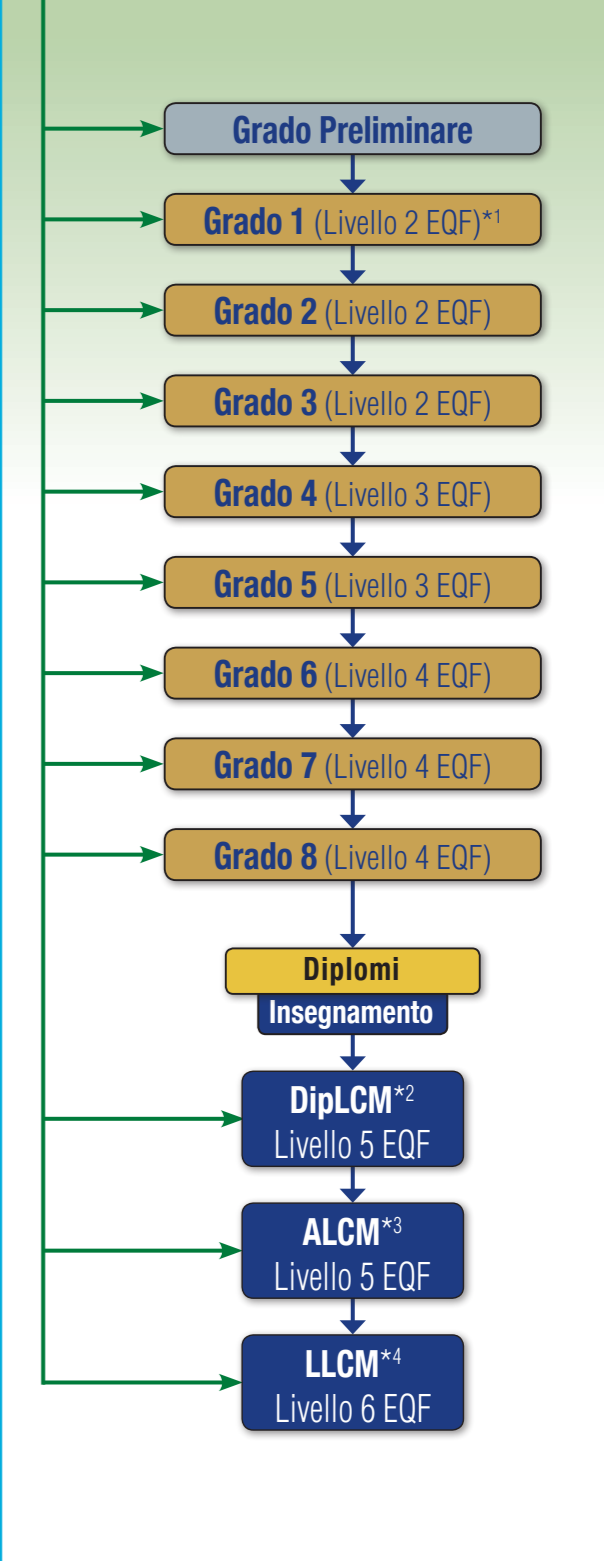 Grado Preliminare
Grado 1 (Livello 2 EQF)*1
Grado 2 (Livello 2 EQF)
Grado 3 (Livello 2 EQF)
Grado 4 (Livello 3 EQF)
Grado 5 (Livello 3 EQF)
Grado 6 (Livello 4 EQF)
Grado 7 (Livello 4 EQF)
Grado 8 (Livello 4 EQF)
Diplomi
Insegnamento
DipLCM*2
Livello 5 EQF
ALCM*3
Livello 5 EQF
LLCM*4
Livello 6 EQF